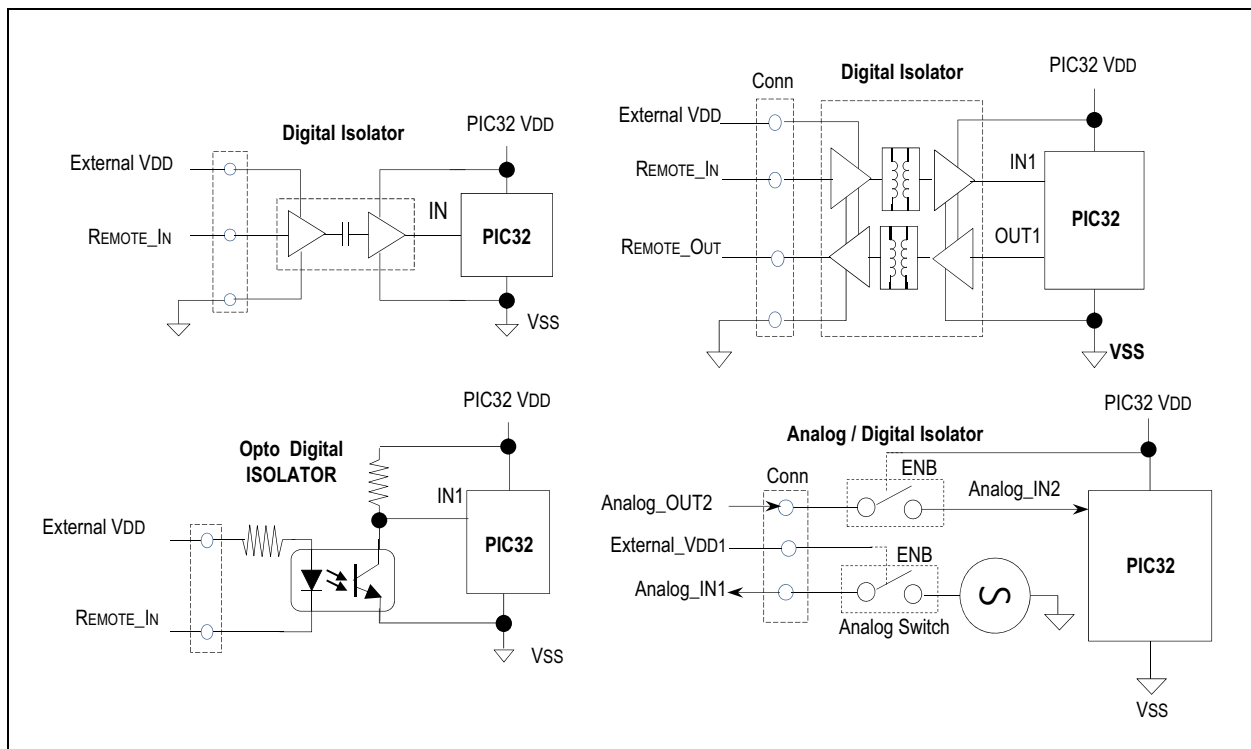 Digital Isolator
PIC32 VDD
External VDD
REMOTE_IN
IN
PIC32
VSS
Conn
Digital Isolator
PIC32 VDD
External VDD
REMOTE_IN
IN1
PIC32
REMOTE_OUT
OUT1
VSS
PIC32 VDD
Opto Digital
ISOLATOR
IN1
External VDD
PIC32
REMOTE_IN
VSS
PIC32 VDD
Analog / Digital Isolator
Conn
ENB
Analog_OUT2
Analog_IN2
External_VDD1
ENB
PIC32
Analog_IN1
S
Analog Switch
VSS